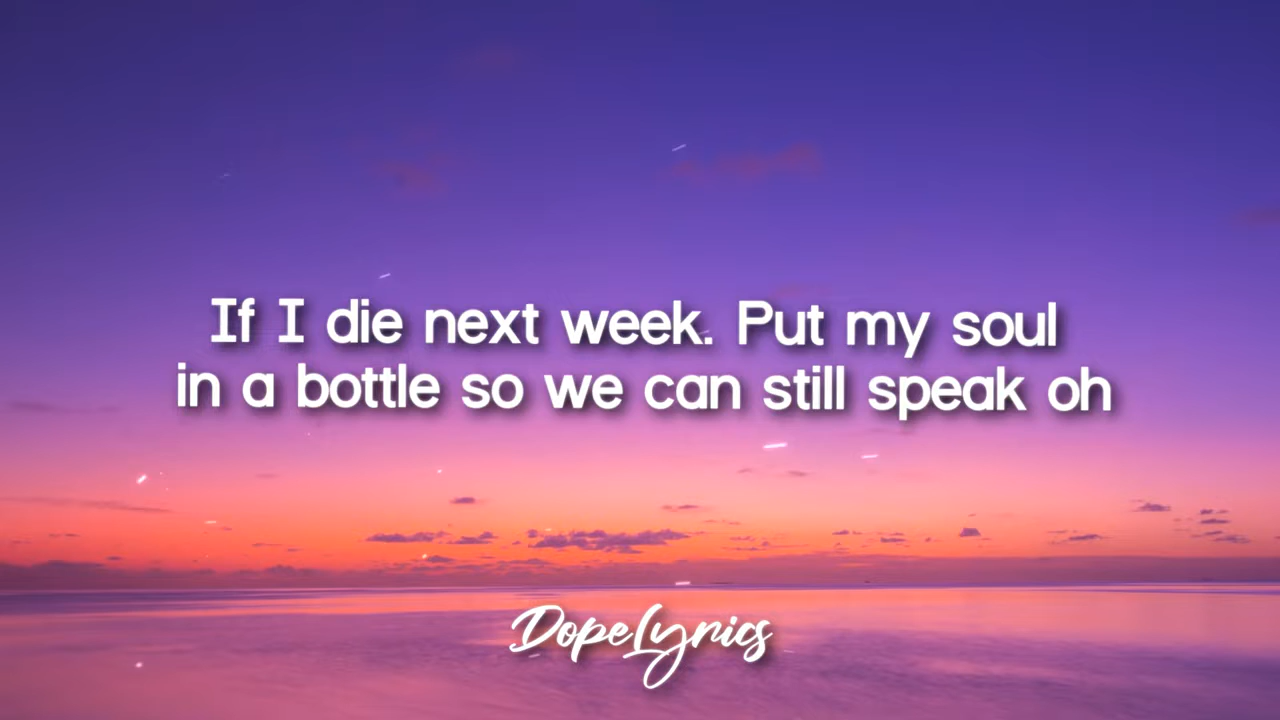 If I die next week. Put my soul
in a bottle so we can still speak oh
DopeLyrics